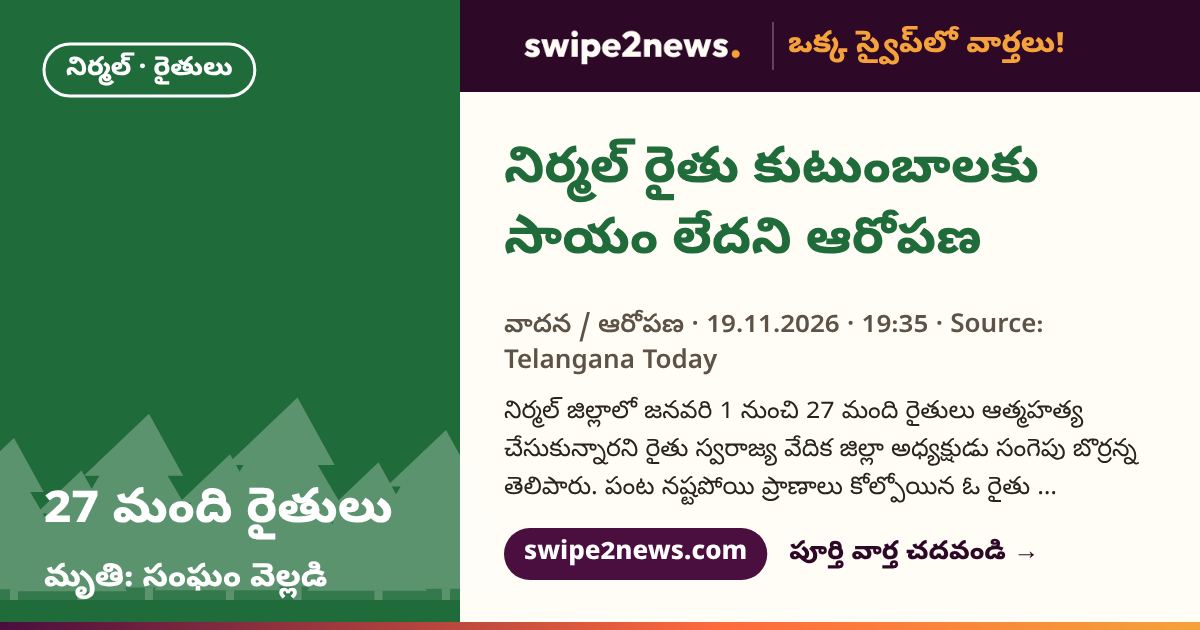 నిర్మల్ · రైతులు
27 మంది రైతులు
మృతి: సంఘం వెల్లడి
swipe2news. ఒక్క స్వైప్‌లో వార్తలు!
నిర్మల్ రైతు కుటుంబాలకు
సాయం లేదని ఆరోపణ
వాదన / ఆరోపణ · 19.11.2026 · 19:35 · Source:
Telangana Today
నిర్మల్ జిల్లాలో జనవరి 1 నుంచి 27 మంది రైతులు ఆత్మహత్య
చేసుకున్నారని రైతు స్వరాజ్య వేదిక జిల్లా అధ్యక్షుడు సంగెపు బొర్రన్న
తెలిపారు. పంట నష్టపోయి ప్రాణాలు కోల్పోయిన ఓ రైతు ...
swipe2news.com పూర్తి వార్త చదవండి →